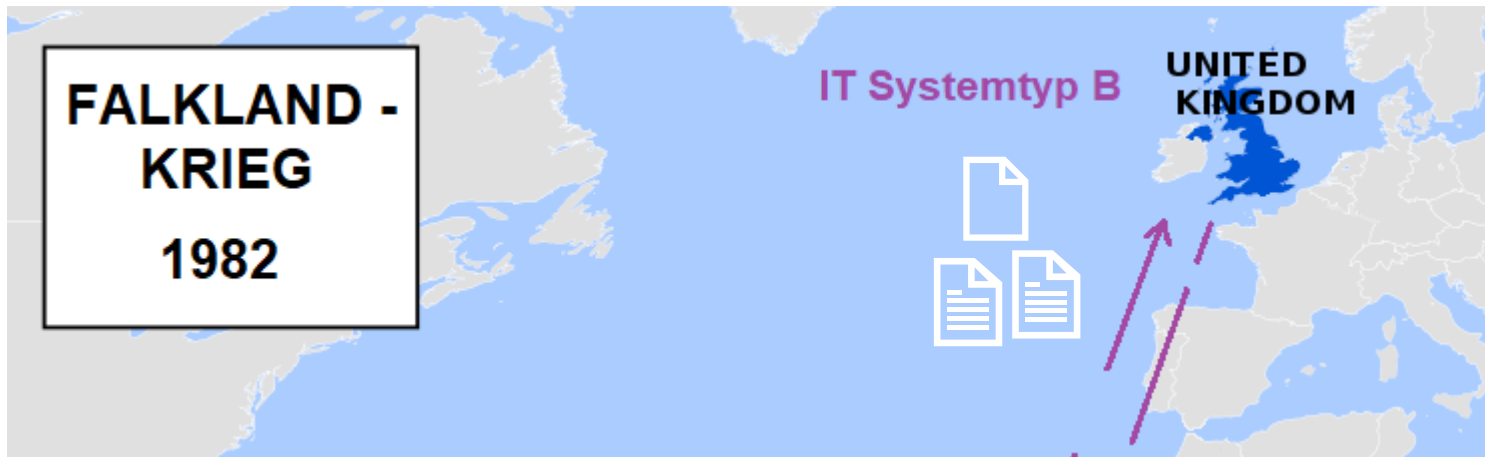 FALKLAND -
KRIEG
1982
IT Systemtyp B
UNITED
KINGDOM